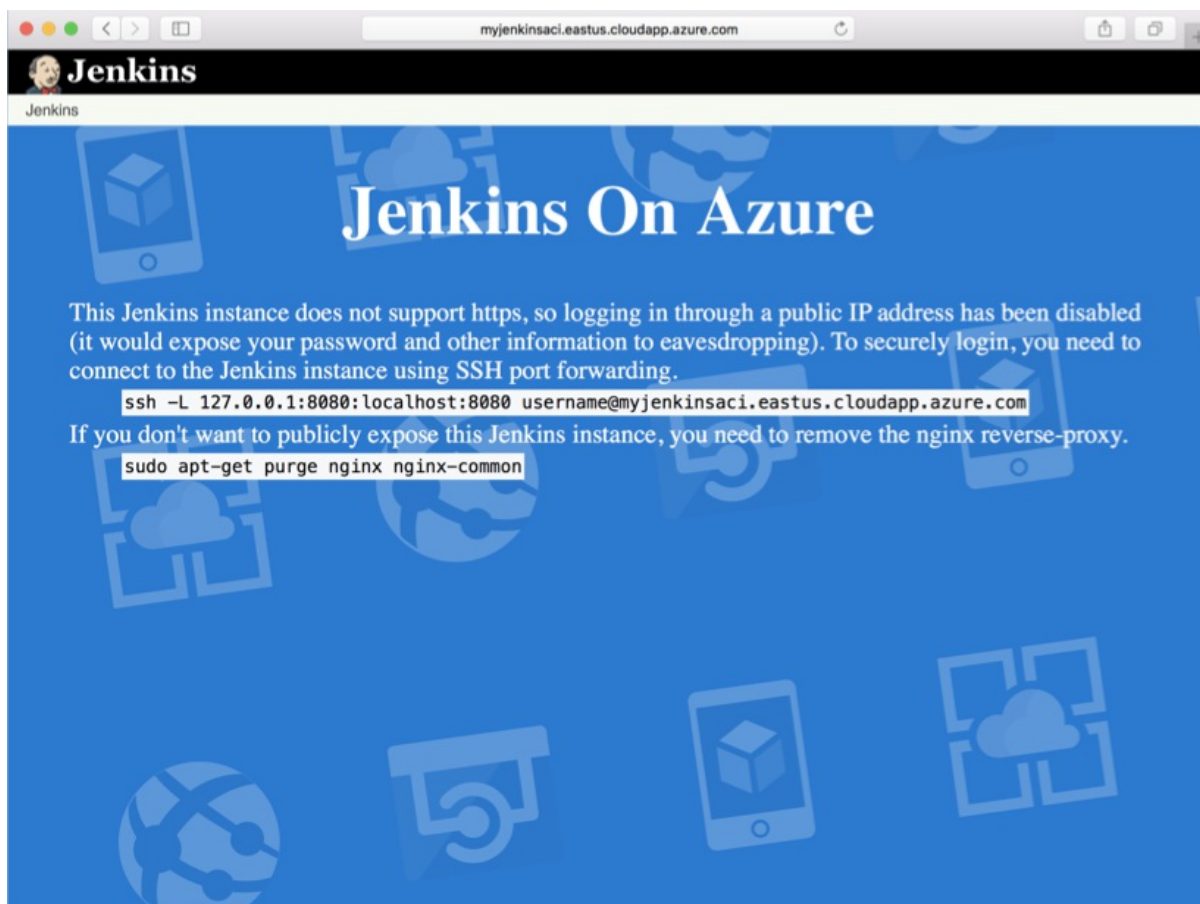 myjenkinsaci.eastus.cloudapp.azure.com
Jenkins
Jenkins
Jenkins On Azure
This Jenkins instance does not support https, so logging in through a public IP address has been disabled
(it would expose your password and other information to eavesdropping). To securely login, you need to
connect to the Jenkins instance using SSH port forwarding.
ssh -L 127.0.0.1:8080:localhost:8080 username@myjenkinsaci.eastus.cloudapp.azure.com
If you don't want to publicly expose this Jenkins instance, you need to remove the nginx reverse-proxy.
sudo apt-get purge nginx nginx-common